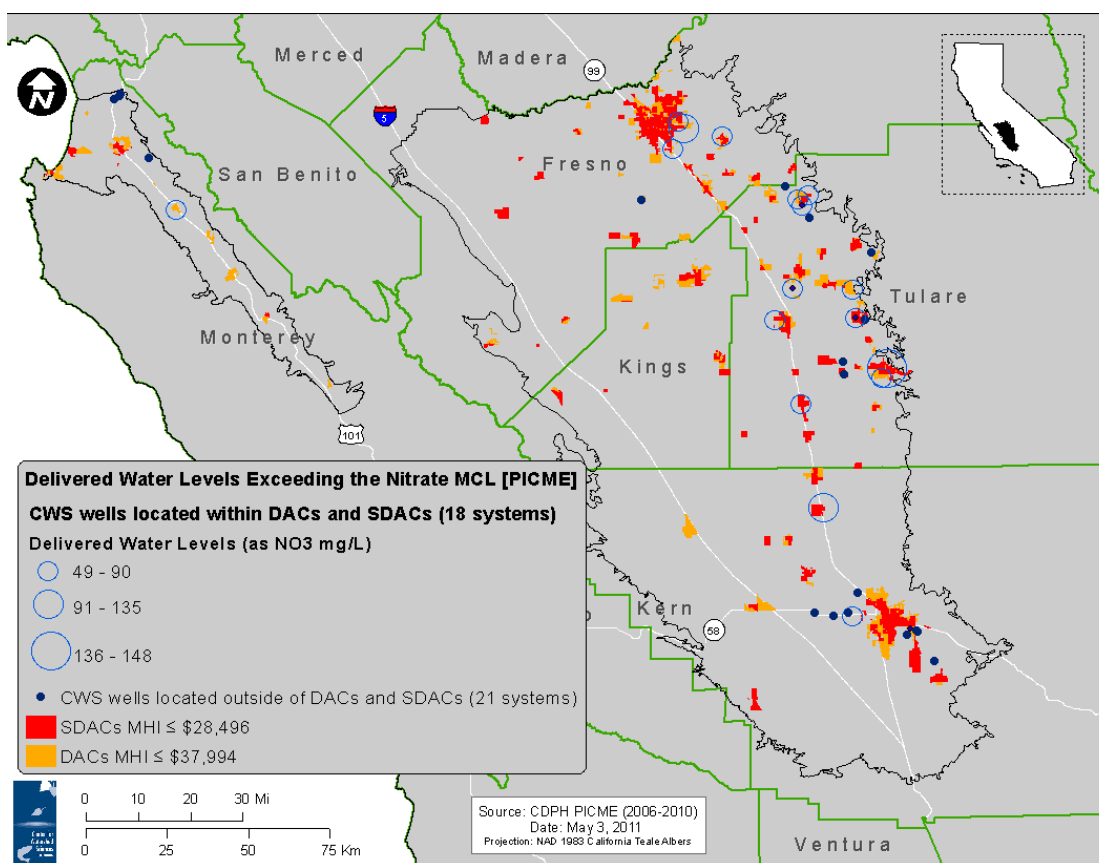 Merced
Madera
99
N
5
Fresno
San Benito
Tulare
Monterey
Kings
101
Delivered Water Levels Exceeding the Nitrate MCL [PICME]
CWS wells located within DACs and SDACs (18 systems)
Delivered Water Levels (as NO3 mg/L)
49 - 90
91 - 135
136 - 148
CWS wells located outside of DACs and SDACs (21 systems)
SDACs MHI ≤ $28,496
DACs MHI ≤ $37,994
Kern
58
0 10 20 30 Mi
0 25 50 75 Km
Source: CDPH PICME (2006-2010)
Date: May 3, 2011
Projection: NAD 1983 California Teale Albers
Ventura